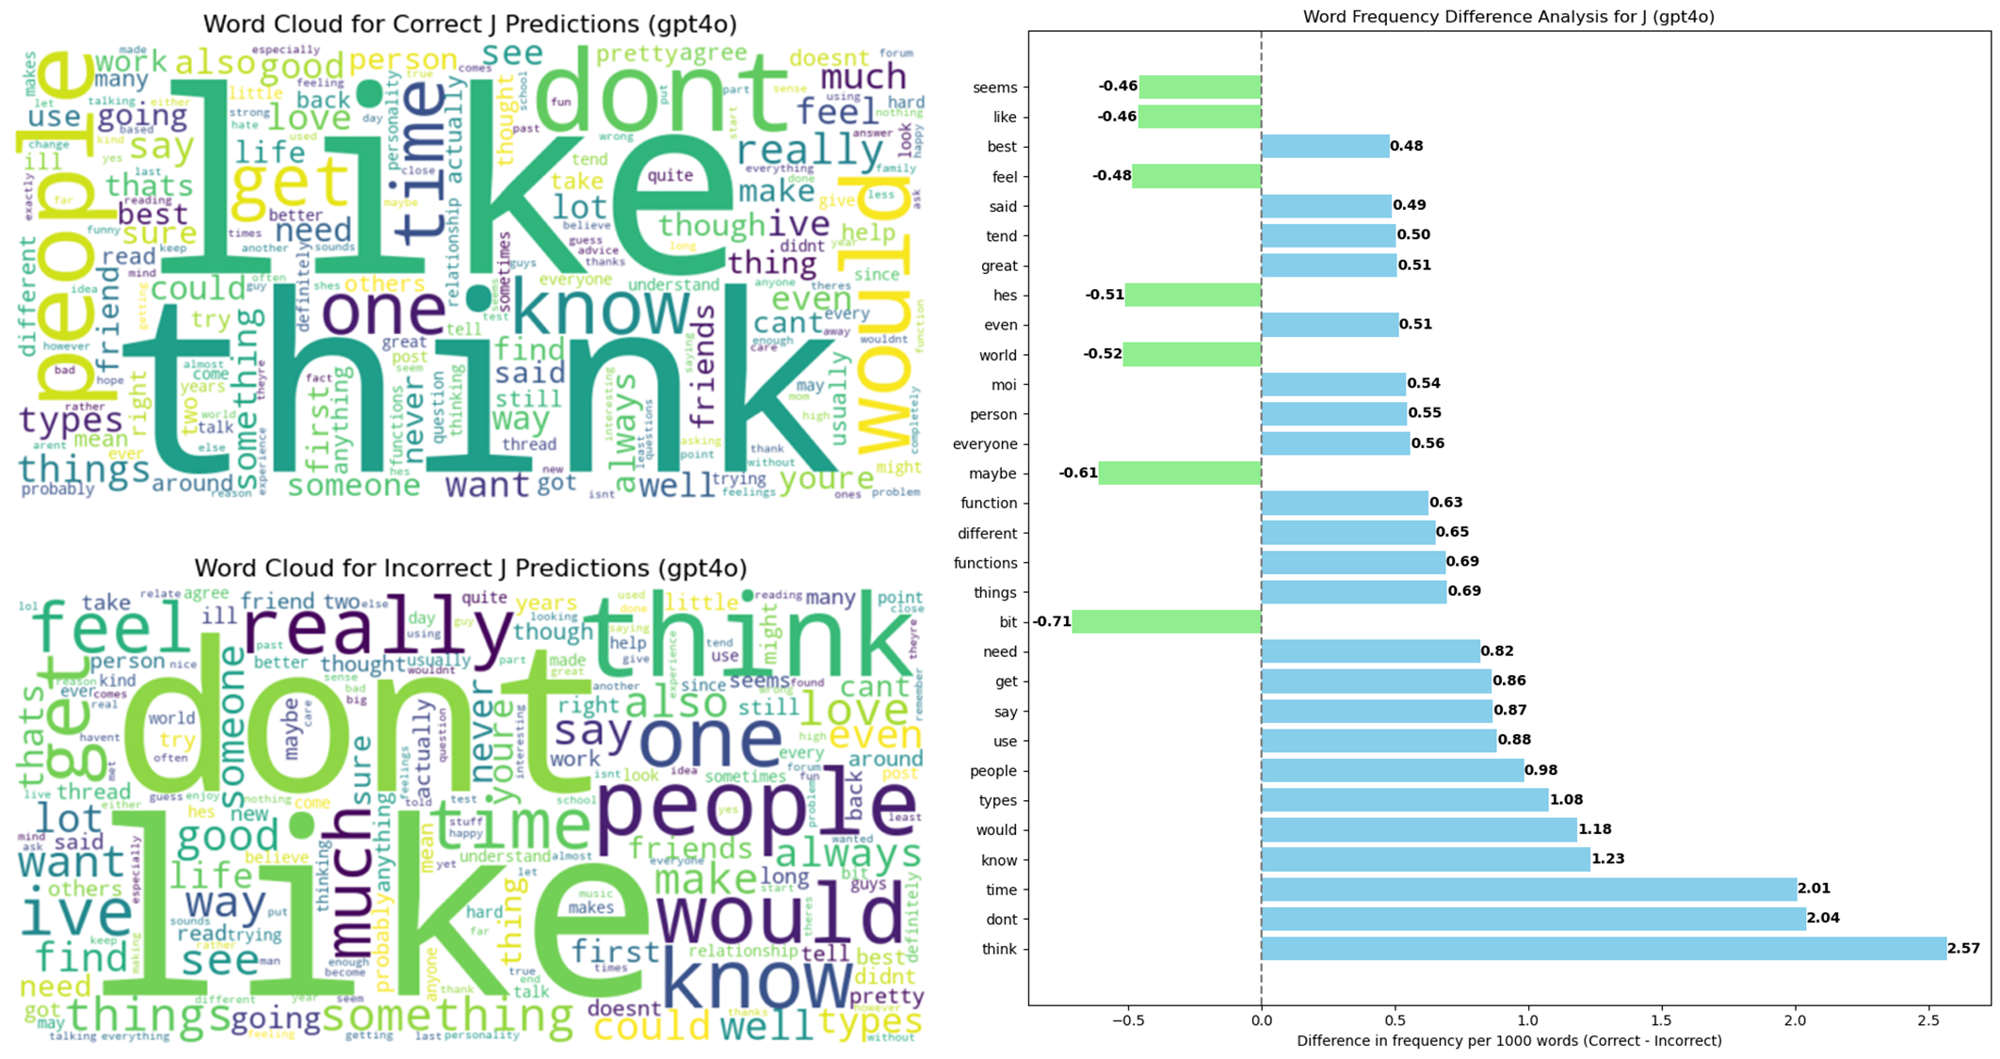 Word Cloud for Correct J Predictions (gpt4o)
people like think dont would
makes made especially
work also good person see pretty agree doesnt forum
many feeling true comes much
let talking either little back personality time actually thought school fun put part sense using hard
use going strong love day feel nothing
based hate used past wrong start really answer look happy
change kind say life tend everything family
ill yes get close take quite make done
exactly last thats maybe lot give less ask
far reading best better relationship believe though ive
funny sure times need guess long didnt help year
another sounds advice
different read keep definitely sometimes guys thanks thing since
mind friend often others everyone understand anyone theres
idea could guy shes one seems know even every function
getting try something test tell friends cant away
however great find saying enough wouldnt
bad almost come post care
hope years fact seem said usually
rather right two theyre first anything functions never question thinking still always interesting may mom completely
types world talk way high
mean arent else thread least questions asking thank
ever hes point without
things experience new might
probably around reason someone want got isnt well trying feelings youre ones problem
Word Cloud for Incorrect J Predictions (gpt4o)
dont like think people would know really
lol take relate agree friend two else quite years used little reading many point
feel ill day guy looking done close
using though saying might theyre
person nice past better thought usually part made help tend
get reason kind someone sense wouldnt great give use experience
ever comes bad another since seems found wrong cant remember
thats real big never youre right also still love
world maybe care actually question interesting say one high even
havent try sure work every
often feelings isnt look idea sometimes forum fun around
met told test school yes problem back post
live thread guess enjoy nothing come
either hes new time least
lot good much anything mean stuff happy friends wanted
mind said ask everyone always
want especially believe thinking yet understand almost
others life probably let make long bit guys
ive way put thing music start
sounds hard makes theres definitely
find keep read trying far first relationship tell best
making see rather man enough times didnt
need become anyone true end pretty
got different year seem thank talk doesnt however
may things going something could thanks well types
talking everything feeling getting last personality without
Word Frequency Difference Analysis for J (gpt4o)
seems -0.46
like -0.46
best 0.48
feel -0.48
said 0.49
tend 0.50
great 0.51
hes -0.51
even 0.51
world -0.52
moi 0.54
person 0.55
everyone 0.56
maybe -0.61
function 0.63
different 0.65
functions 0.69
things 0.69
bit -0.71
need 0.82
get 0.86
say 0.87
use 0.88
people 0.98
types 1.08
would 1.18
know 1.23
time 2.01
dont 2.04
think 2.57
−0.5 0.0 0.5 1.0 1.5 2.0 2.5
Difference in frequency per 1000 words (Correct - Incorrect)